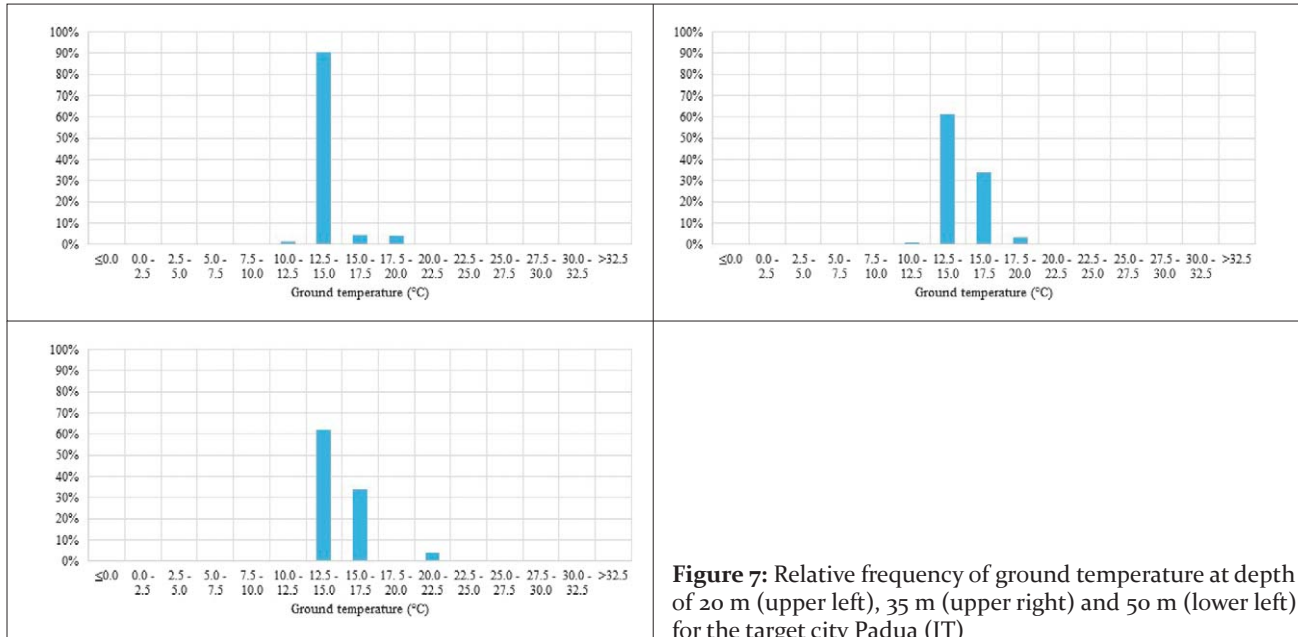 100%
90%
80%
70%
60%
50%
40%
30%
20%
10%
0%
≤0.0 0.0 - 2.5 - 5.0 - 7.5 - 10.0 - 12.5 - 15.0 - 17.5 - 20.0 - 22.5 - 25.0 - 27.5 - 30.0 - >32.5
2.5 5.0 7.5 10.0 12.5 15.0 17.5 20.0 22.5 25.0 27.5 30.0 32.5
Ground temperature (°C)
100%
90%
80%
70%
60%
50%
40%
30%
20%
10%
0%
≤0.0 0.0 - 2.5 - 5.0 - 7.5 - 10.0 - 12.5 - 15.0 - 17.5 - 20.0 - 22.5 - 25.0 - 27.5 - 30.0 - >32.5
2.5 5.0 7.5 10.0 12.5 15.0 17.5 20.0 22.5 25.0 27.5 30.0 32.5
Ground temperature (°C)
100%
90%
80%
70%
60%
50%
40%
30%
20%
10%
0%
≤0.0 0.0 - 2.5 - 5.0 - 7.5 - 10.0 - 12.5 - 15.0 - 17.5 - 20.0 - 22.5 - 25.0 - 27.5 - 30.0 - >32.5
2.5 5.0 7.5 10.0 12.5 15.0 17.5 20.0 22.5 25.0 27.5 30.0 32.5
Ground temperature (°C)
Figure 7: Relative frequency of ground temperature at depth
of 20 m (upper left), 35 m (upper right) and 50 m (lower left)
for the target city Padua (IT)